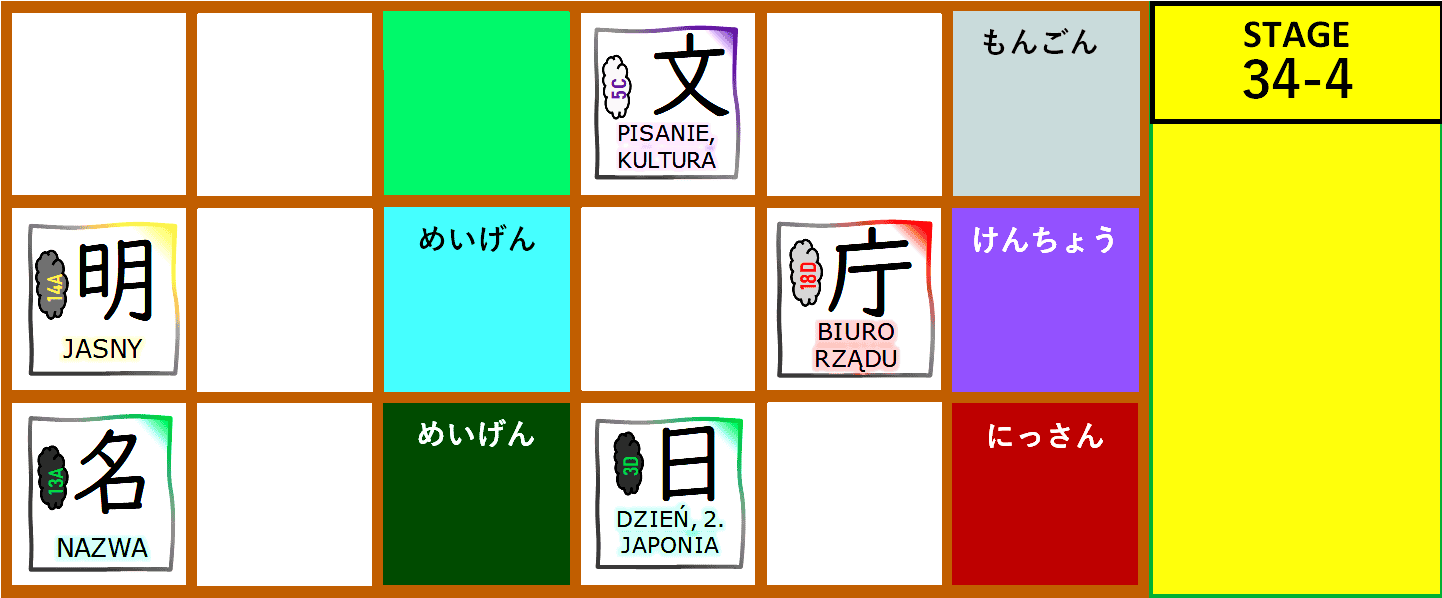 5C
文
PISANIE,
KULTURA
もんごん
STAGE
34-4
14A
明
JASNY
めいげん
18D
庁
BIURO
RZĄDU
けんちょう
13A
名
NAZWA
めいげん
3D
日
DZIEŃ, 2.
JAPONIA
にっさん